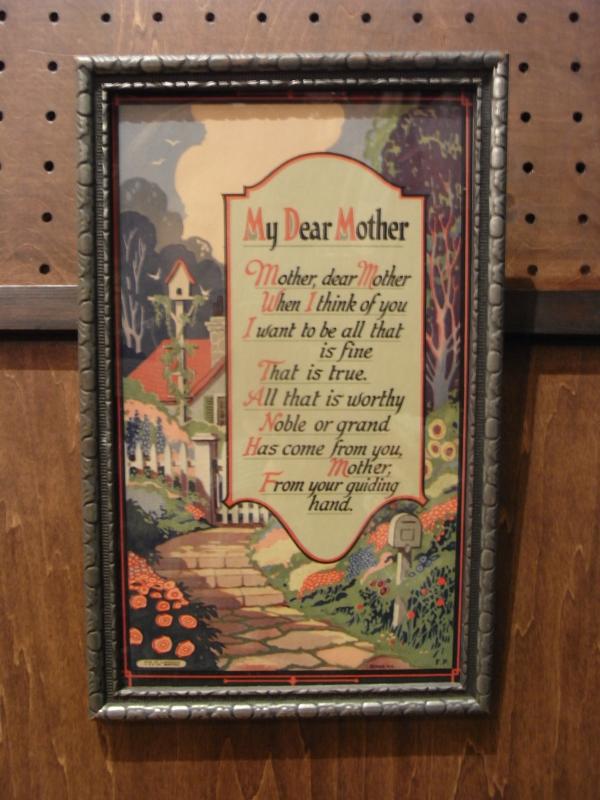 My Dear Mother
Mother, dear Mother
When I think of you
I want to be all that
is fine
That is true.
All that is worthy
Noble or grand
Has come from you,
Mother,
From your guiding
hand.
F.P.